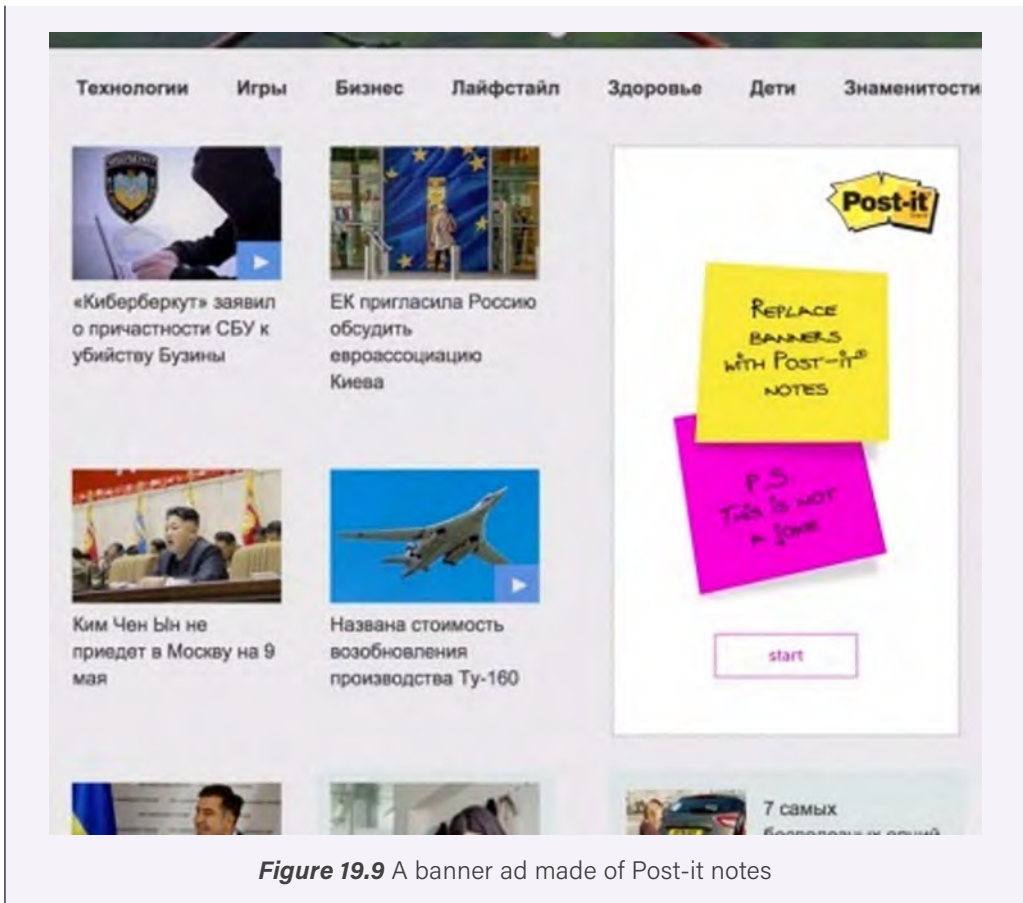 Технологии Игры Бизнес Лайфстайл Здоровье Дети Знаменитости
«Киберберкут» заявил
о причастности СБУ к
убийству Бузины
ЕК пригласила Россию
обсудить
евроассоциацию
Киева
Post-it
REPLACE
BANNERS
WITH POST-IT®
NOTES
P.S.
THIS IS NOT
A JOKE
start
Ким Чен Ын не
приедет в Москву на 9
мая
Названа стоимость
возобновления
производства Ту-160
7 самых
бесполезных опций
Figure 19.9 A banner ad made of Post-it notes